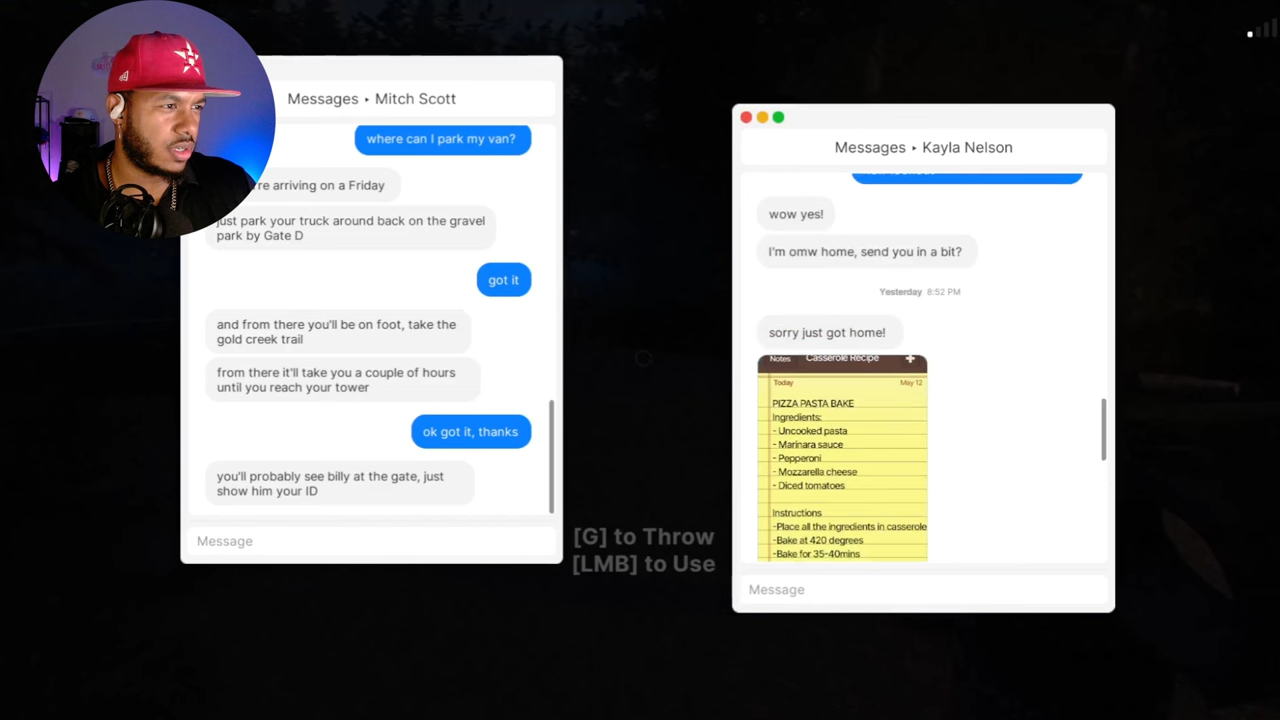 Messages ▸ Mitch Scott
where can I park my van?
re arriving on a Friday
just park your truck around back on the gravel
park by Gate D
got it
and from there you'll be on foot, take the
gold creek trail
from there it'll take you a couple of hours
until you reach your tower
ok got it, thanks
you'll probably see billy at the gate, just
show him your ID
Message
[G] to Throw
[LMB] to Use
Messages ▸ Kayla Nelson
wow yes!
I'm omw home, send you in a bit?
Yesterday 8:52 PM
sorry just got home!
Notes Casserole Recipe +
Today May 12
PIZZA PASTA BAKE
Ingredients:
- Uncooked pasta
- Marinara sauce
- Pepperoni
- Mozzarella cheese
- Diced tomatoes
Instructions
-Place all the ingredients in casserole
-Bake at 420 degrees
-Bake for 35-40mins
Message